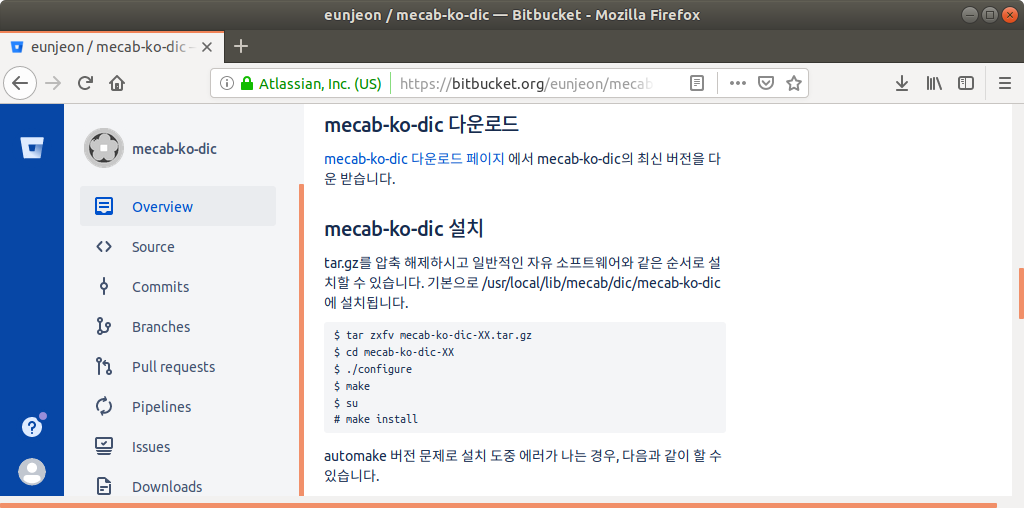 eunjeon / mecab-ko-dic — Bitbucket - Mozilla Firefox
eunjeon / mecab-ko-dic –
Atlassian, Inc. (US)
https://bitbucket.org/eunjeon/mecab
mecab-ko-dic
Overview
Source
Commits
Branches
Pull requests
Pipelines
Issues
Downloads
mecab-ko-dic 다운로드
mecab-ko-dic 다운로드 페이지 에서 mecab-ko-dic의 최신 버전을 다
운 받습니다.
mecab-ko-dic 설치
tar.gz를 압축 해제하시고 일반적인 자유 소프트웨어와 같은 순서로 설
치할 수 있습니다. 기본으로 /usr/local/lib/mecab/dic/mecab-ko-dic
에 설치됩니다.
$ tar zxfv mecab-ko-dic-XX.tar.gz
$ cd mecab-ko-dic-XX
$ ./configure
$ make
$ su
# make install
automake 버전 문제로 설치 도중 에러가 나는 경우, 다음과 같이 할 수
있습니다.